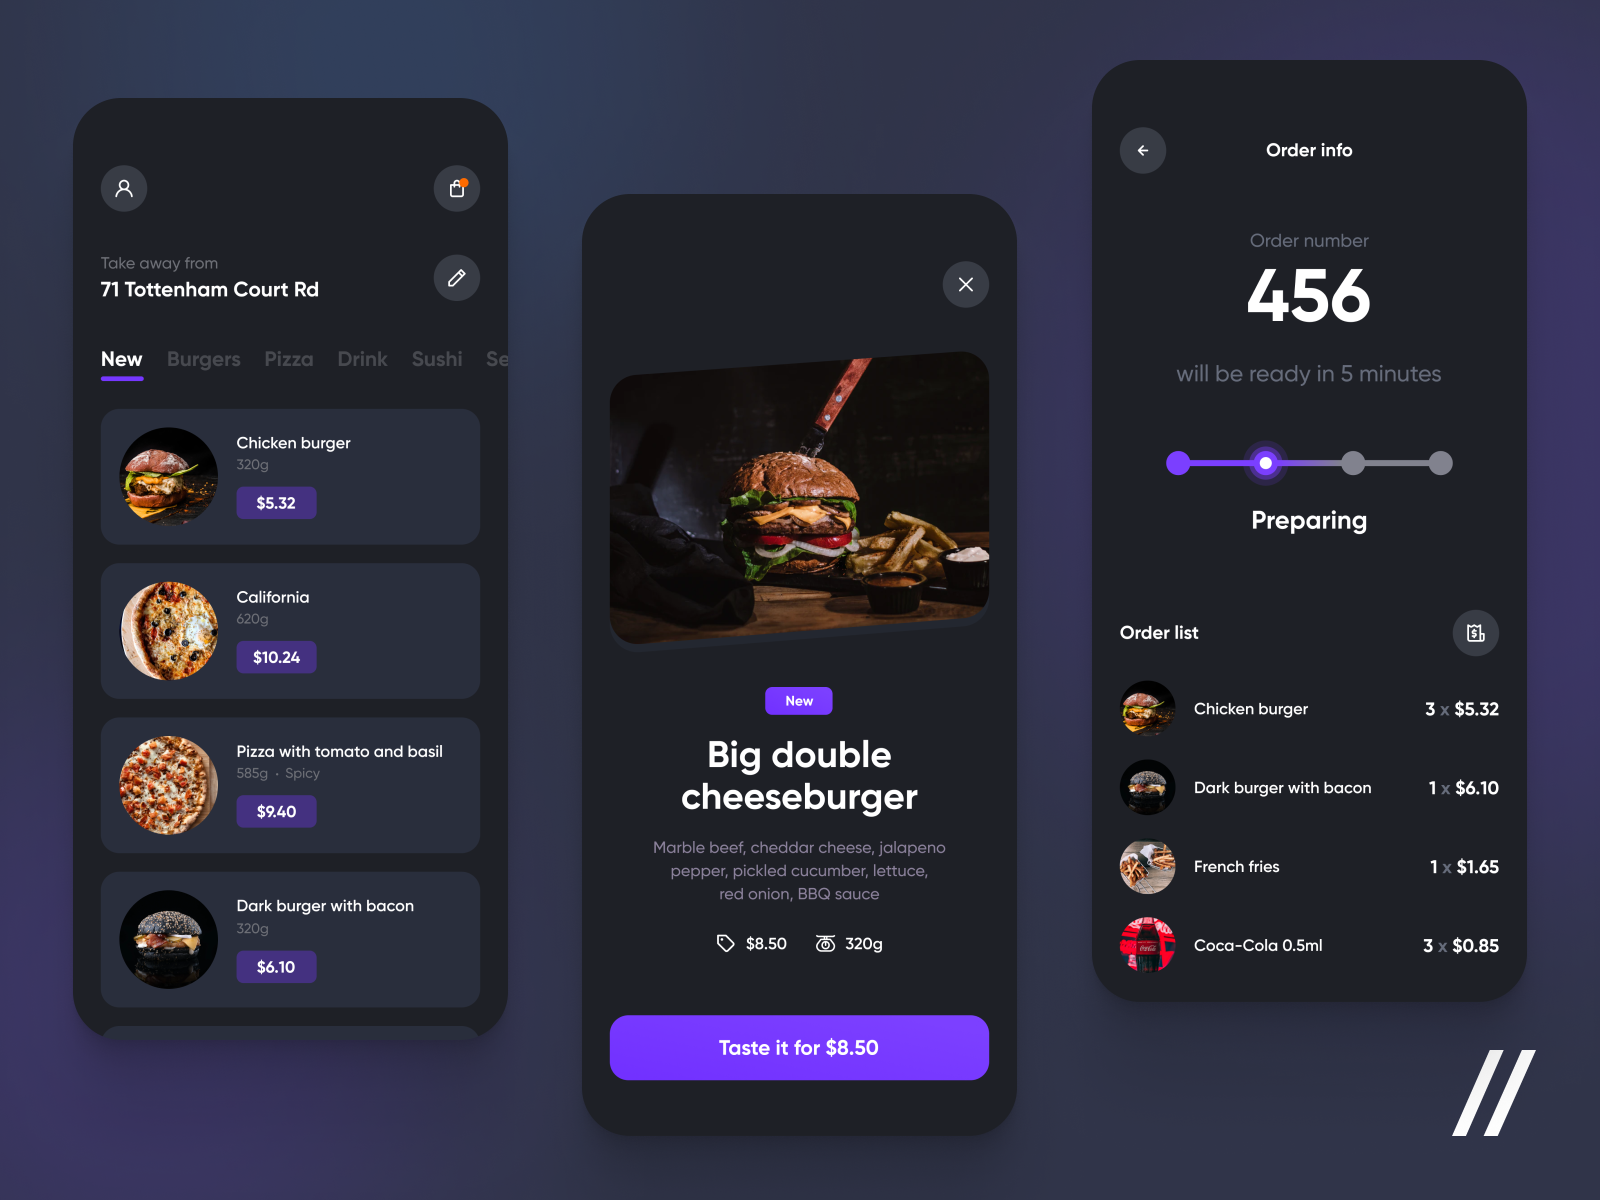 Take away from
71 Tottenham Court Rd
New Burgers Pizza Drink Sushi Se
Chicken burger
320g
$5.32
California
620g
$10.24
Pizza with tomato and basil
585g · Spicy
$9.40
Dark burger with bacon
320g
$6.10
New
Big double
cheeseburger
Marble beef, cheddar cheese, jalapeno
pepper, pickled cucumber, lettuce,
red onion, BBQ sauce
$8.50 320g
Taste it for $8.50
Order info
Order number
456
will be ready in 5 minutes
Preparing
Order list
Chicken burger 3 x $5.32
Dark burger with bacon 1 x $6.10
French fries 1 x $1.65
Coca-Cola 0.5ml 3 x $0.85